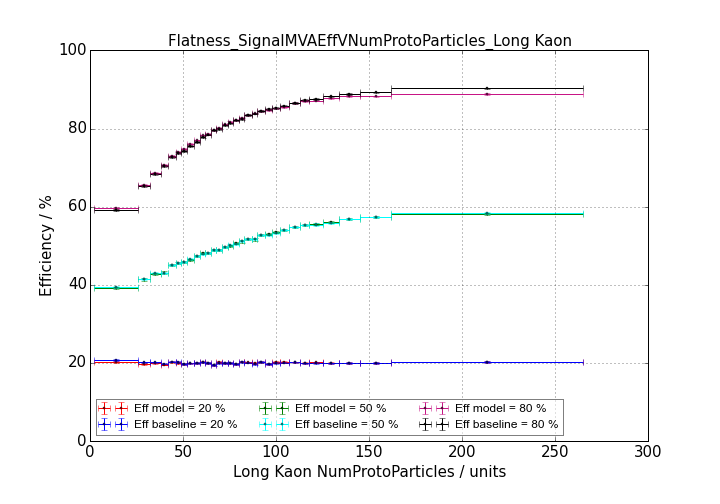 Flatness_SignalMVAEffVNumProtoParticles_Long Kaon
100
80
60
40
20
0
Efficiency / %
Eff model = 20 % Eff model = 50 % Eff model = 80 %
Eff baseline = 20 % Eff baseline = 50 % Eff baseline = 80 %
0 50 100 150 200 250 300
Long Kaon NumProtoParticles / units